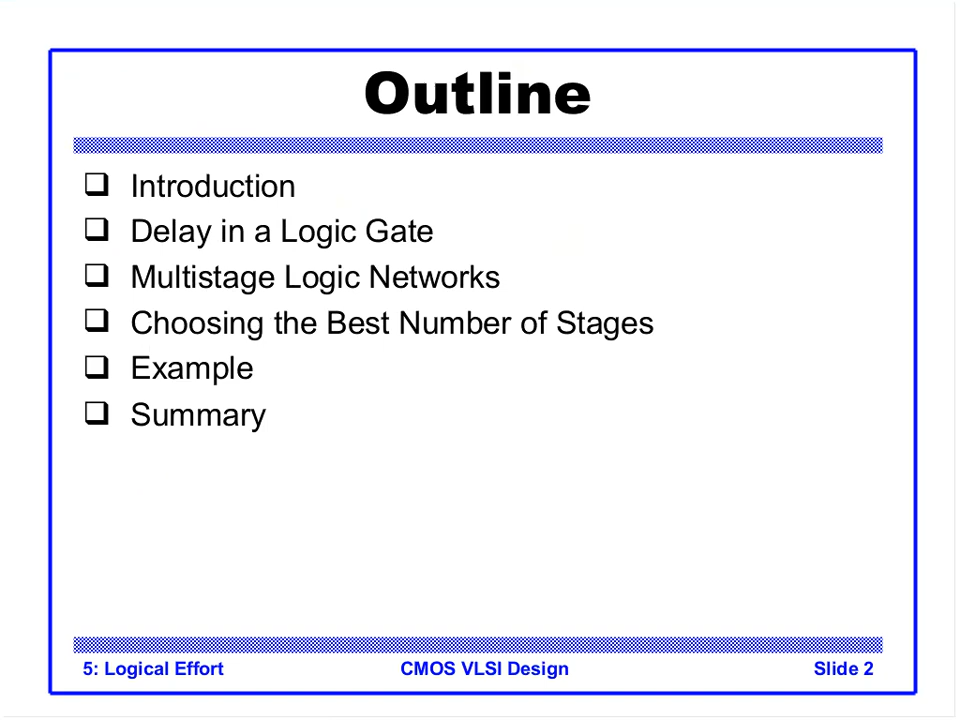 Outline
❑ Introduction
❑ Delay in a Logic Gate
❑ Multistage Logic Networks
❑ Choosing the Best Number of Stages
❑ Example
❑ Summary
5: Logical Effort CMOS VLSI Design Slide 2